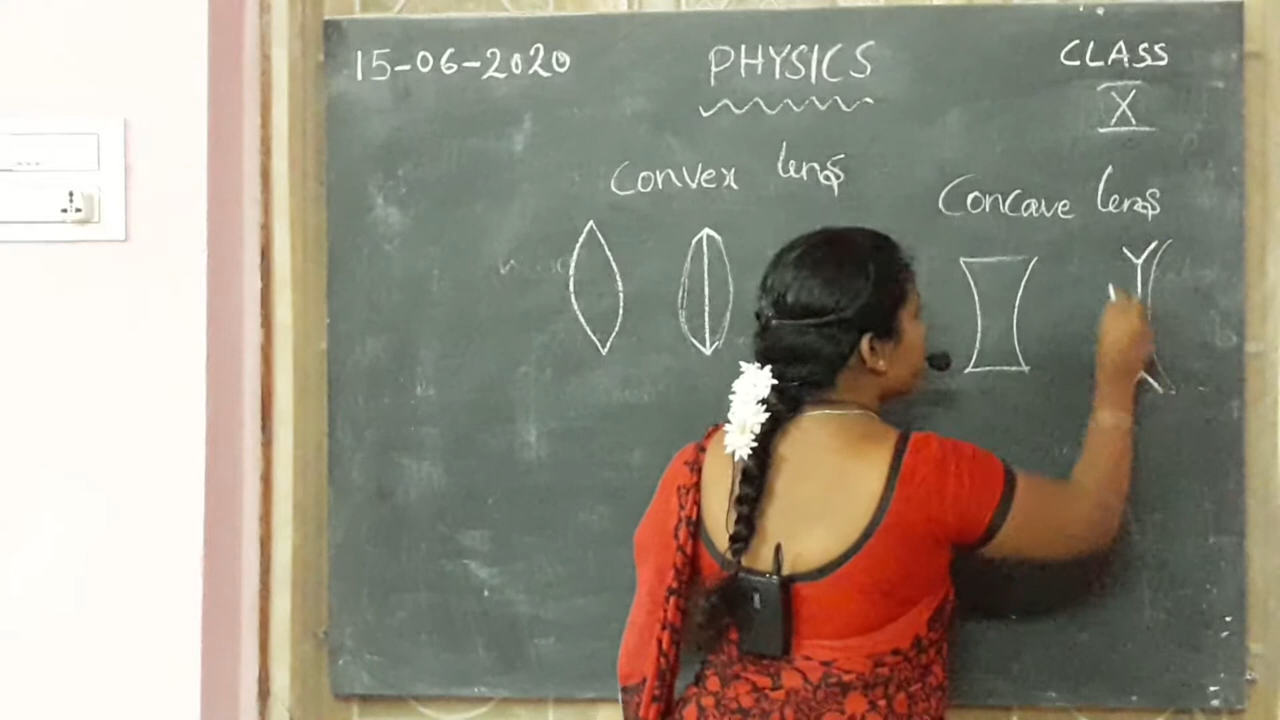 15-06-2020
PHYSICS
CLASS
X
Convex lens
Concave lens